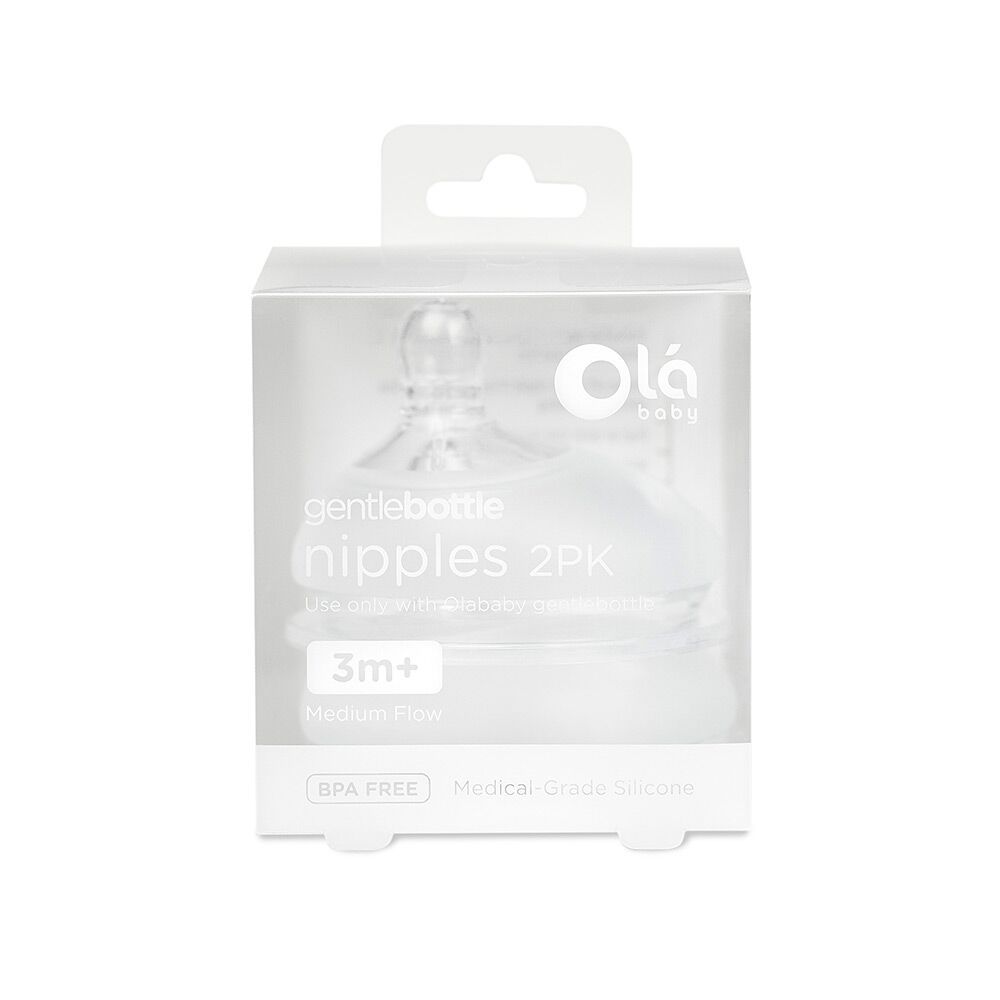 Olá
baby
gentlebottle
nipples 2PK
Use only with Olababy gentlebottle
3m+
Medium Flow
BPA FREE Medical-Grade Silicone